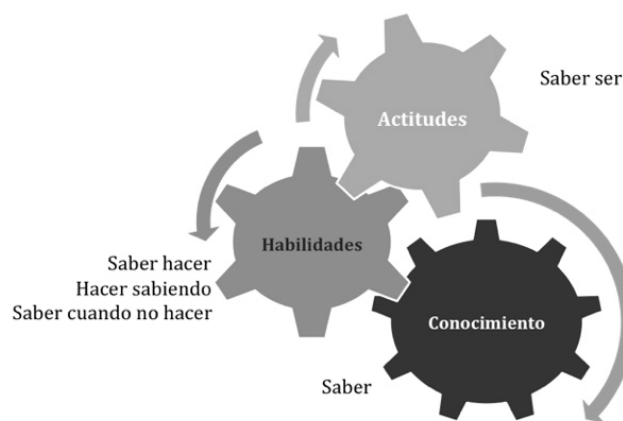 Saber ser
Actitudes
Habilidades
Saber hacer
Hacer sabiendo
Saber cuando no hacer
Conocimiento
Saber